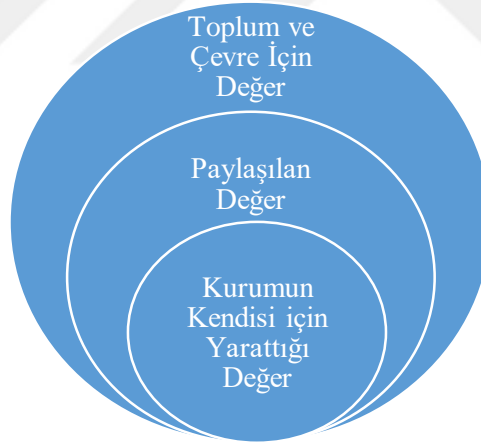 Toplum ve
Çevre İçin
Değer
Paylaşılan
Değer
Kurumun
Kendisi için
Yarattığı
Değer